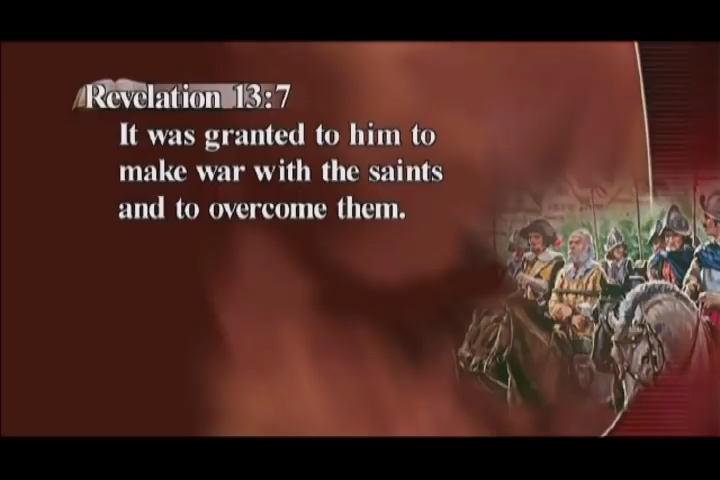 Revelation 13:7
It was granted to him to
make war with the saints
and to overcome them.